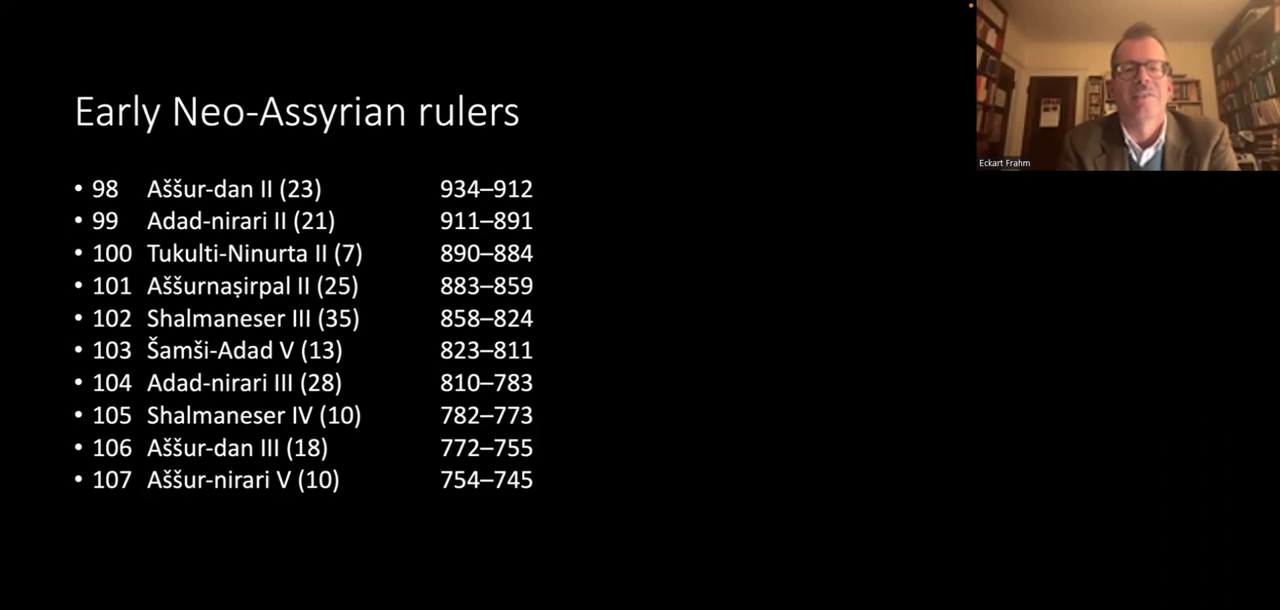 Early Neo-Assyrian rulers
• 98 Aššur-dan II (23) 934–912
• 99 Adad-nirari II (21) 911–891
• 100 Tukulti-Ninurta II (7) 890–884
• 101 Aššurnaṣirpal II (25) 883–859
• 102 Shalmaneser III (35) 858–824
• 103 Šamši-Adad V (13) 823–811
• 104 Adad-nirari III (28) 810–783
• 105 Shalmaneser IV (10) 782–773
• 106 Aššur-dan III (18) 772–755
• 107 Aššur-nirari V (10) 754–745
Eckart Frahm